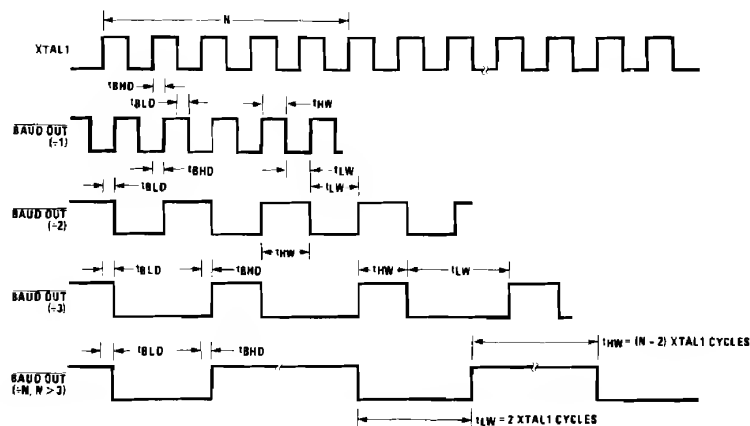 N
XTAL1
tBHD
tBLD
tHW
BAUD OUT
(÷1)
tBHD
tLW
tBLD
tLW
BAUD OUT
(÷2)
tHW
tBLD
tBHD
tHW
tLW
BAUD OUT
(÷3)
tBLD
tBHD
tHW = (N - 2) XTAL1 CYCLES
BAUD OUT
(÷N, N > 3)
tLW = 2 XTAL1 CYCLES